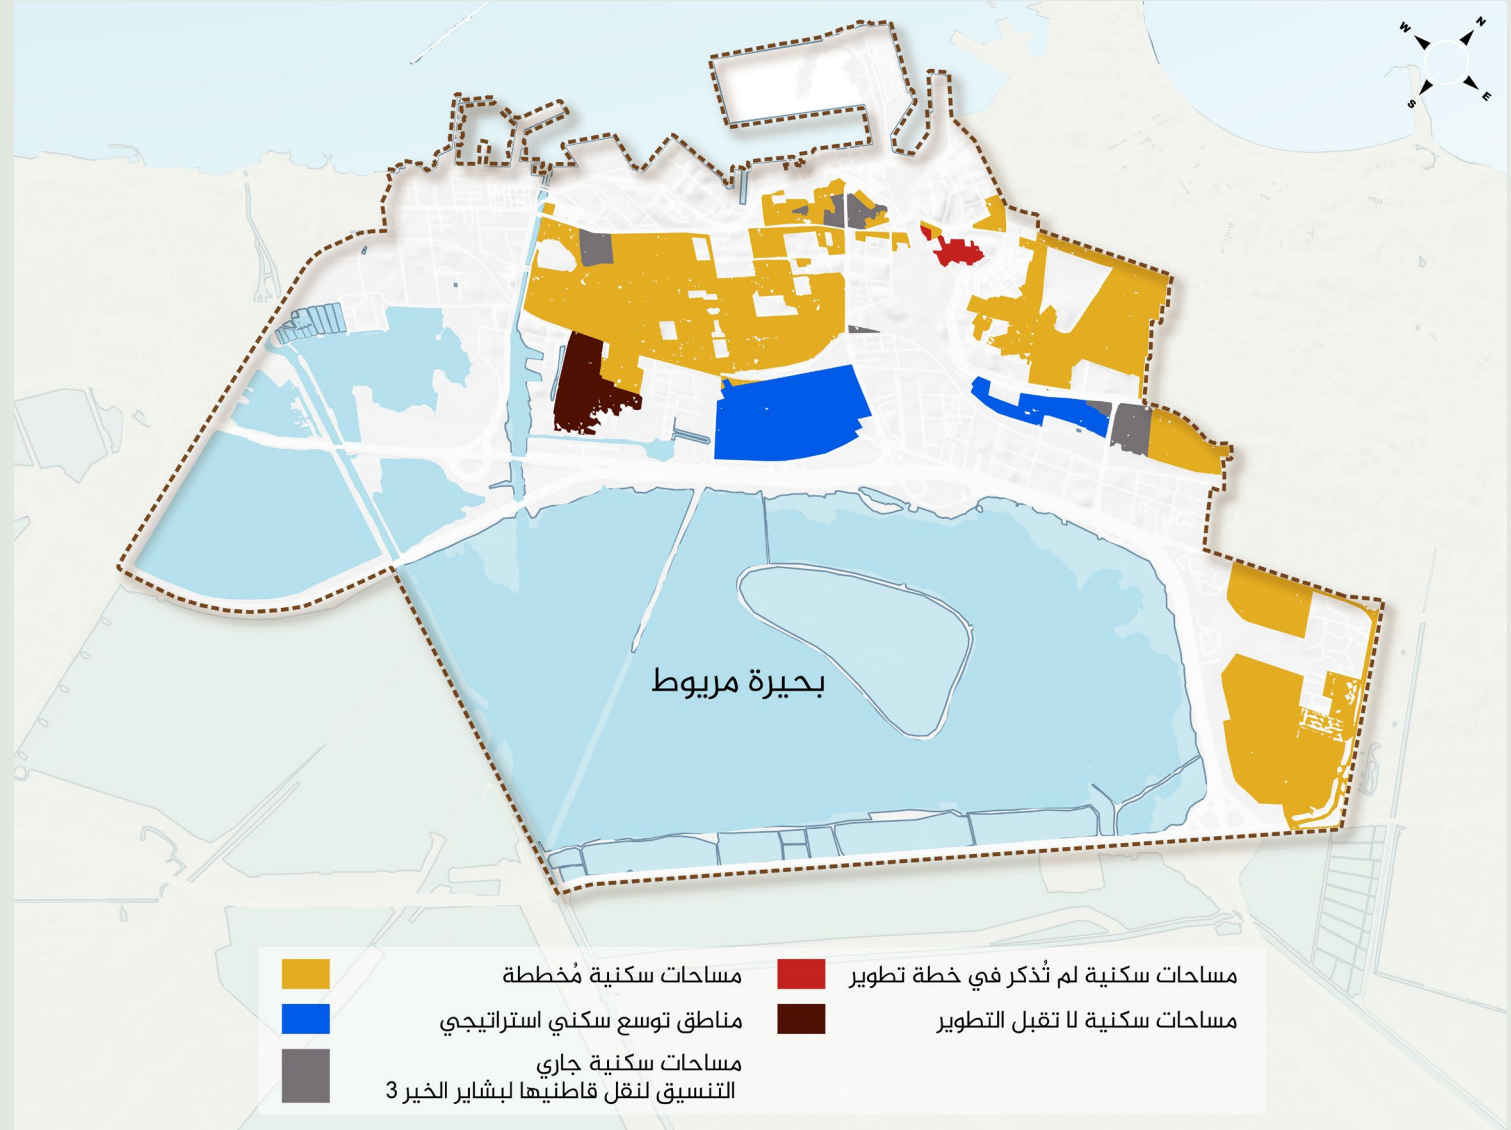 N
W
E
S
بحيرة مريوط
مساحات سكنية لم تُذكر في خطة تطوير
مساحات سكنية لا تقبل التطوير
مساحات سكنية مُخططة
مناطق توسع سكني استراتيجي
مساحات سكنية جاري
التنسيق لنقل قاطنيها لبشاير الخير 3